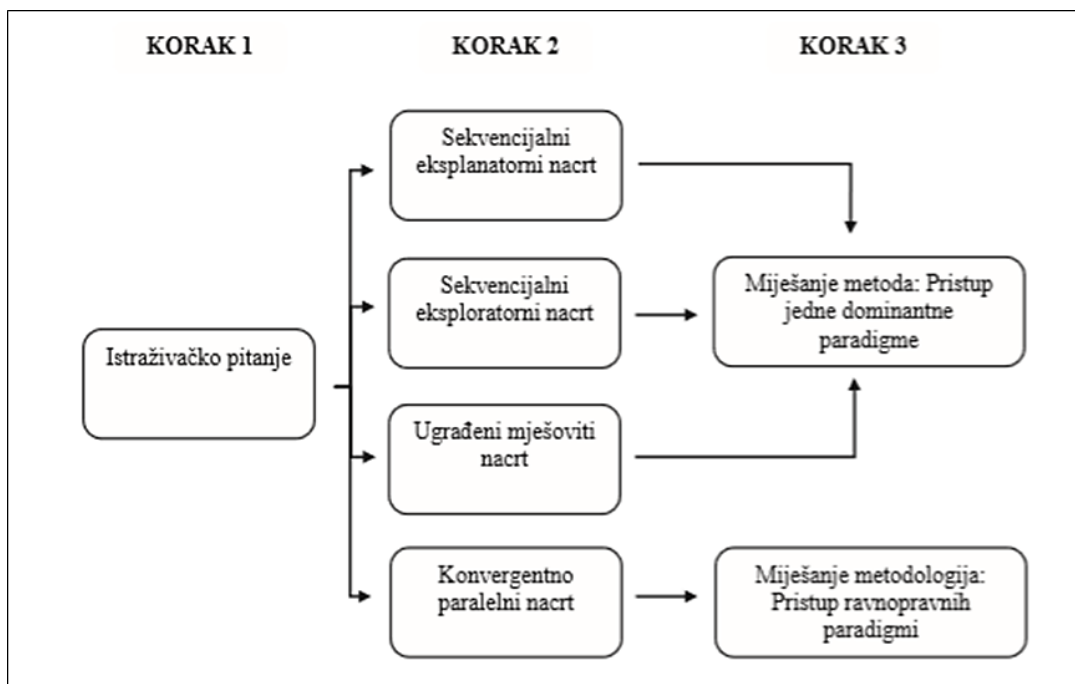 KORAK 1
KORAK 2
KORAK 3
Istraživačko pitanje
Sekvencijalni
eksplanatorni nacrt
Sekvencijalni
eksploratorni nacrt
Ugrađeni mješoviti
nacrt
Konvergentno
paralelni nacrt
Miješanje metoda: Pristup
jedne dominantne
paradigme
Miješanje metodologija:
Pristup ravnopravnih
paradigmi